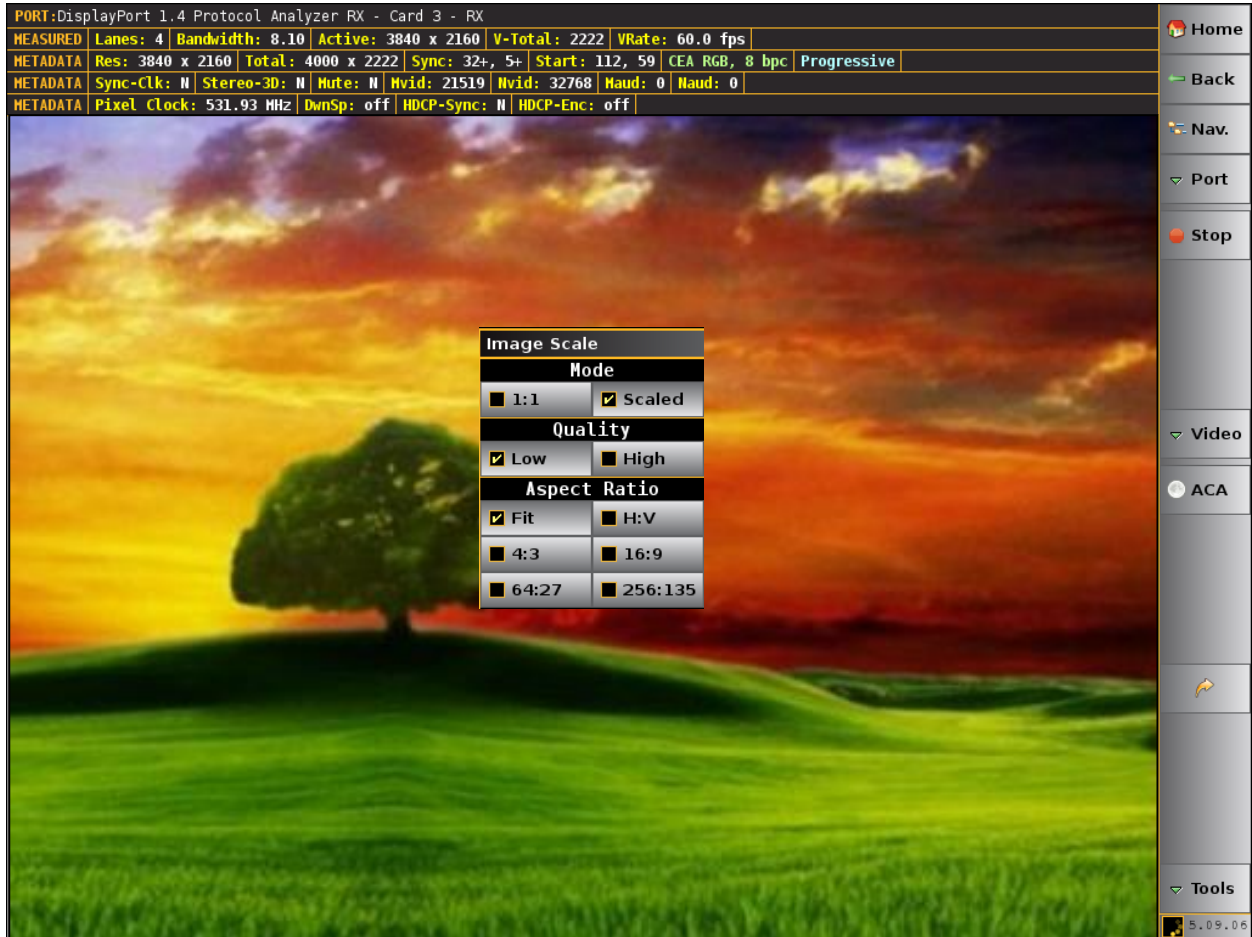 PORT:DisplayPort 1.4 Protocol Analyzer RX - Card 3 - RX
MEASURED Lanes: 4 Bandwidth: 8.10 Active: 3840 x 2160 V-Total: 2222 VRate: 60.0 fps
METADATA Res: 3840 x 2160 Total: 4000 x 2222 Sync: 32+, 5+ Start: 112, 59 CEA RGB, 8 bpc Progressive
METADATA Sync-Clk: N Stereo-3D: N Mute: N Mvid: 21519 Nvid: 32768 Maud: 0 Naud: 0
METADATA Pixel Clock: 531.93 MHz DwnSp: off HDCP-Sync: N HDCP-Enc: off
Image Scale
Mode
1:1 Scaled
Quality
Low High
Aspect Ratio
Fit H:V
4:3 16:9
64:27 256:135
Home
Back
Nav.
Port
Stop
Video
ACA
Tools
5.09.06